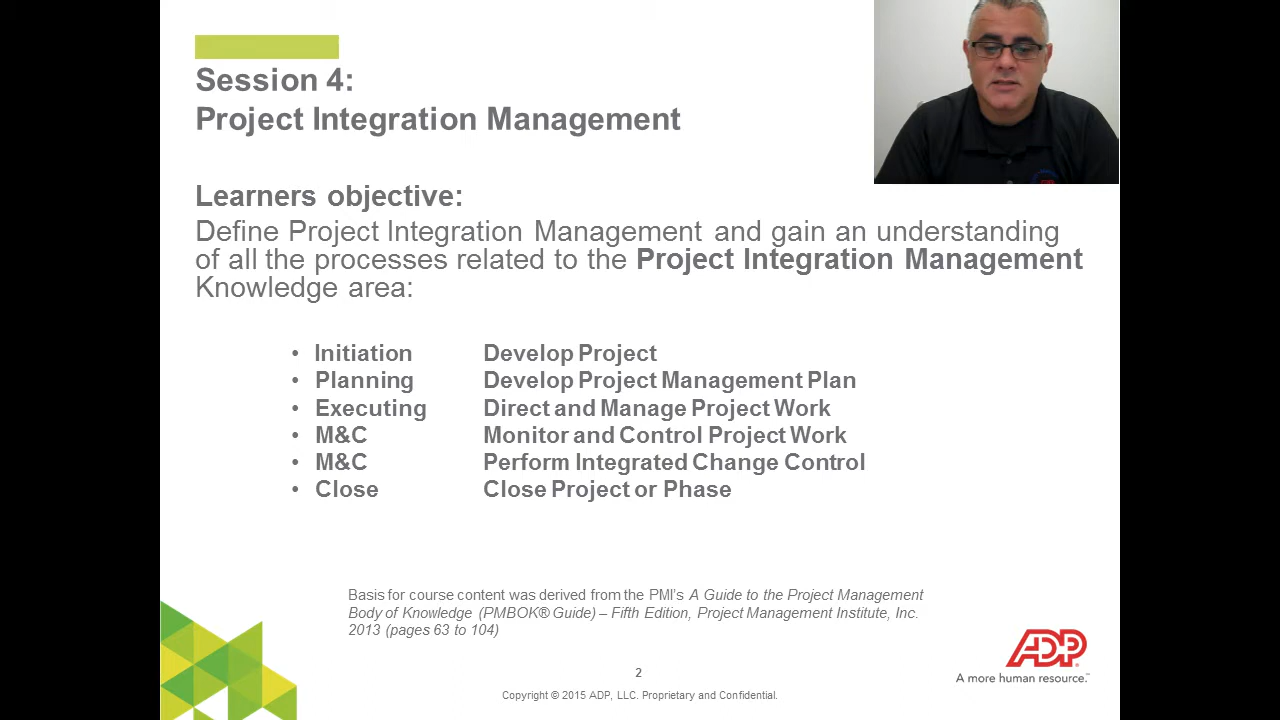 Session 4:
Project Integration Management
Learners objective:
Define Project Integration Management and gain an understanding
of all the processes related to the Project Integration Management
Knowledge area:
• Initiation Develop Project
• Planning Develop Project Management Plan
• Executing Direct and Manage Project Work
• M&C Monitor and Control Project Work
• M&C Perform Integrated Change Control
• Close Close Project or Phase
Basis for course content was derived from the PMI's A Guide to the Project Management
Body of Knowledge (PMBOK® Guide) – Fifth Edition, Project Management Institute, Inc.
2013 (pages 63 to 104)
ADP
A more human resource.™
2
Copyright © 2015 ADP, LLC. Proprietary and Confidential.